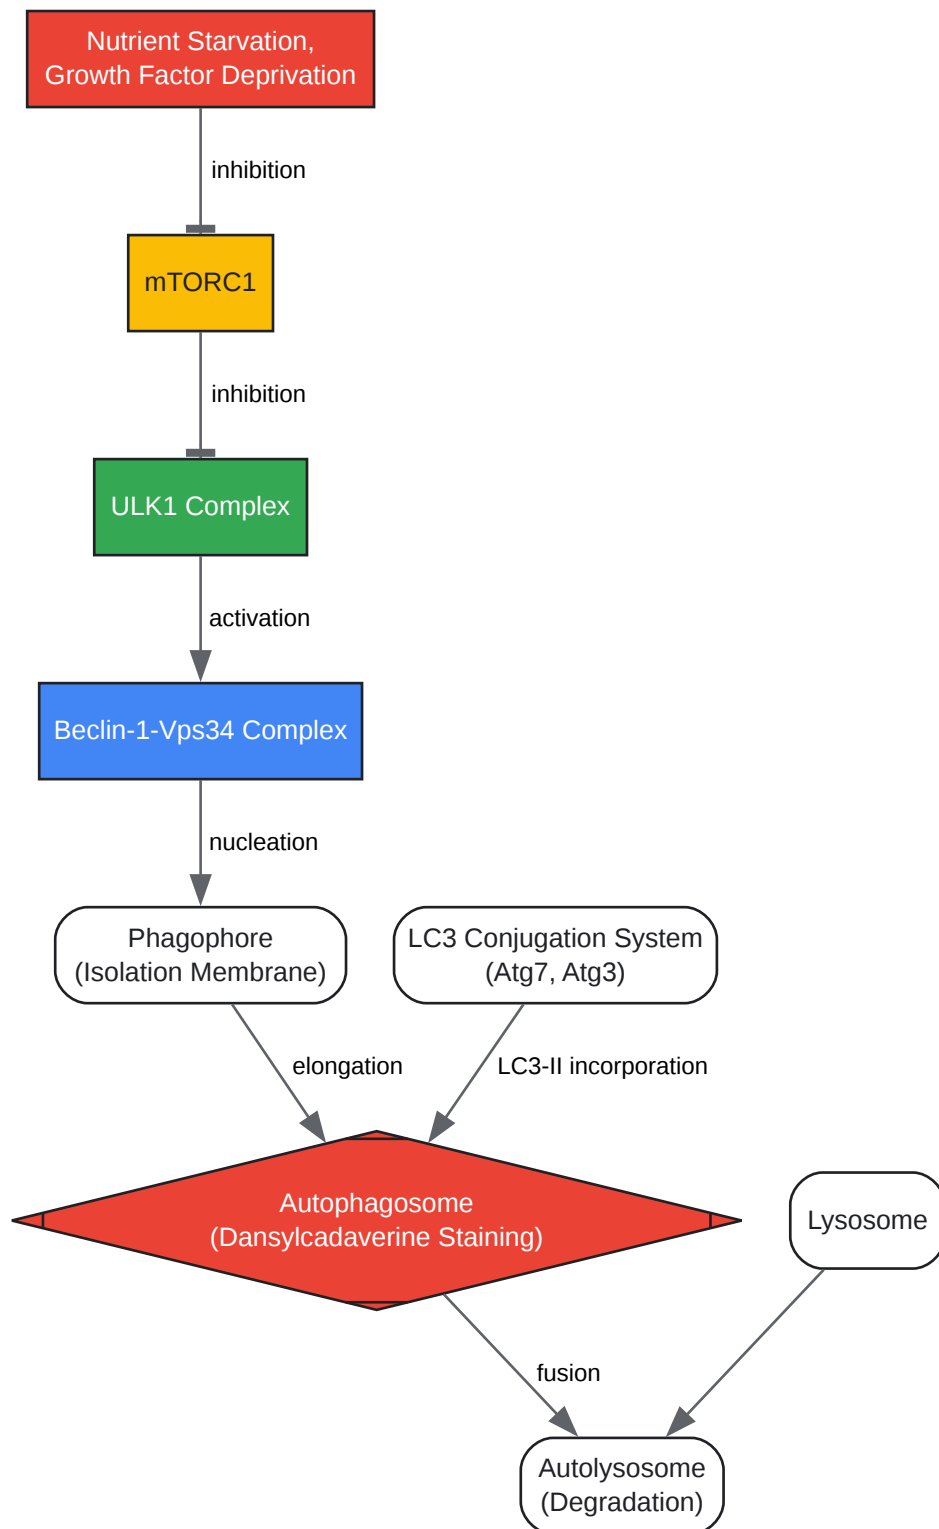 Nutrient Starvation,
Growth Factor Deprivation
inhibition
mTORC1
inhibition
ULK1 Complex
activation
Beclin-1-Vps34 Complex
nucleation
Phagophore
(Isolation Membrane)
LC3 Conjugation System
(Atg7, Atg3)
elongation
LC3-II incorporation
Autophagosome
(Dansylcadaverine Staining)
Lysosome
fusion
Autolysosome
(Degradation)